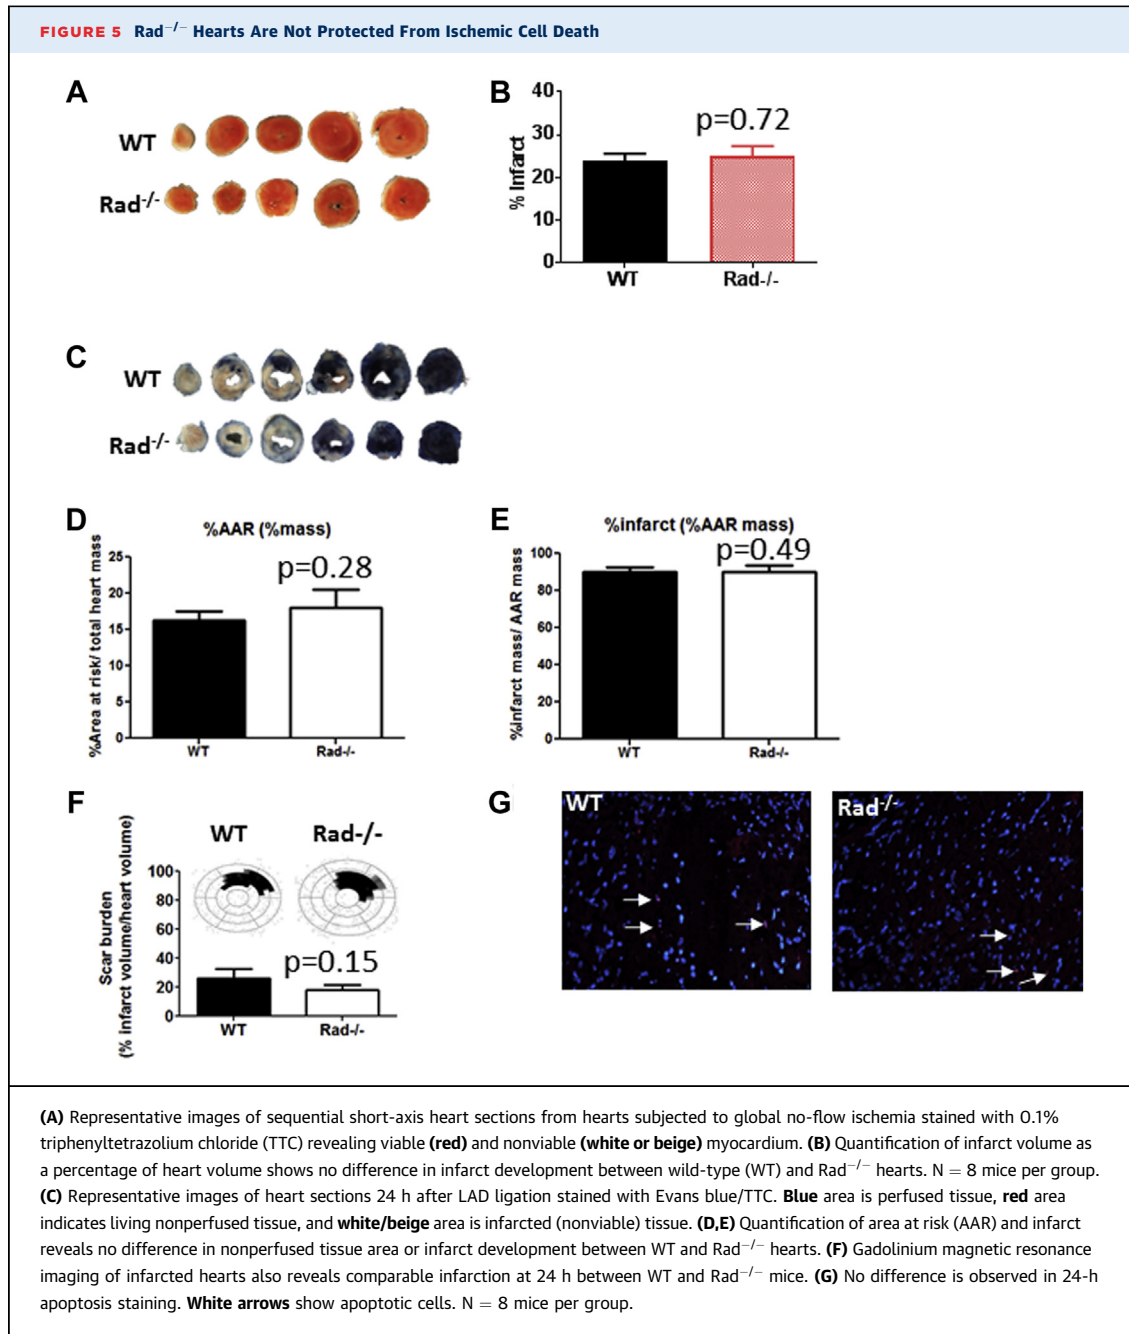 FIGURE 5 Rad−/− Hearts Are Not Protected From Ischemic Cell Death
A
WT
Rad-/-
B
% Infarct
40
30
20
10
0
p=0.72
WT
Rad-/-
C
WT
Rad-/-
D
%AAR (%mass)
%Area at risk/ total heart mass
25
20
15
10
5
0
p=0.28
WT
Rad-/-
E
%infarct (%AAR mass)
%infarct mass/ AAR mass
100
80
60
40
20
0
p=0.49
WT
Rad-/-
F
WT
Rad-/-
Scar burden
(% infarct volume/heart volume)
100
80
60
40
20
0
p=0.15
WT
Rad-/-
G
WT
Rad-/-
(A) Representative images of sequential short-axis heart sections from hearts subjected to global no-flow ischemia stained with 0.1%
triphenyltetrazolium chloride (TTC) revealing viable (red) and nonviable (white or beige) myocardium. (B) Quantification of infarct volume as
a percentage of heart volume shows no difference in infarct development between wild-type (WT) and Rad−/− hearts. N = 8 mice per group.
(C) Representative images of heart sections 24 h after LAD ligation stained with Evans blue/TTC. Blue area is perfused tissue, red area
indicates living nonperfused tissue, and white/beige area is infarcted (nonviable) tissue. (D,E) Quantification of area at risk (AAR) and infarct
reveals no difference in nonperfused tissue area or infarct development between WT and Rad−/− hearts. (F) Gadolinium magnetic resonance
imaging of infarcted hearts also reveals comparable infarction at 24 h between WT and Rad−/− mice. (G) No difference is observed in 24-h
apoptosis staining. White arrows show apoptotic cells. N = 8 mice per group.